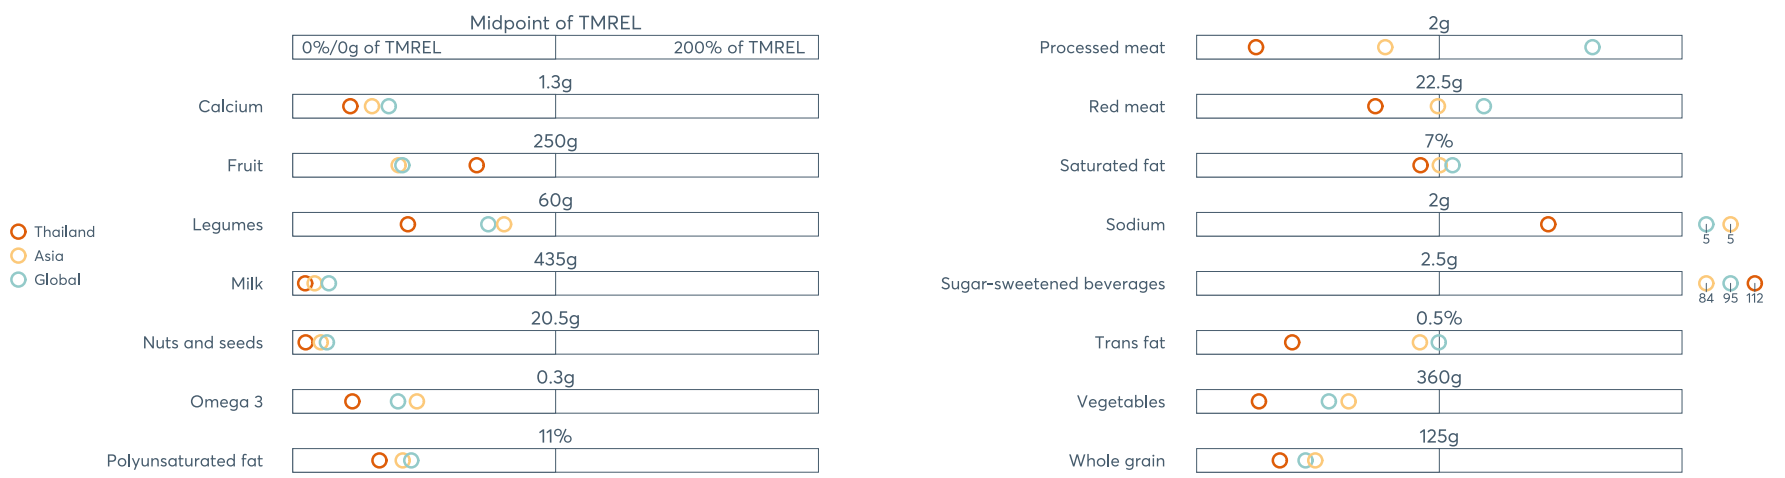 Midpoint of TMREL
0%/0g of TMREL 200% of TMREL
1.3g
Calcium
250g
Fruit
60g
Legumes
435g
Milk
20.5g
Nuts and seeds
0.3g
Omega 3
11%
Polyunsaturated fat
Thailand
Asia
Global
2g
Processed meat
22.5g
Red meat
7%
Saturated fat
2g
Sodium
5 5
2.5g
Sugar-sweetened beverages
84 95 112
0.5%
Trans fat
360g
Vegetables
125g
Whole grain